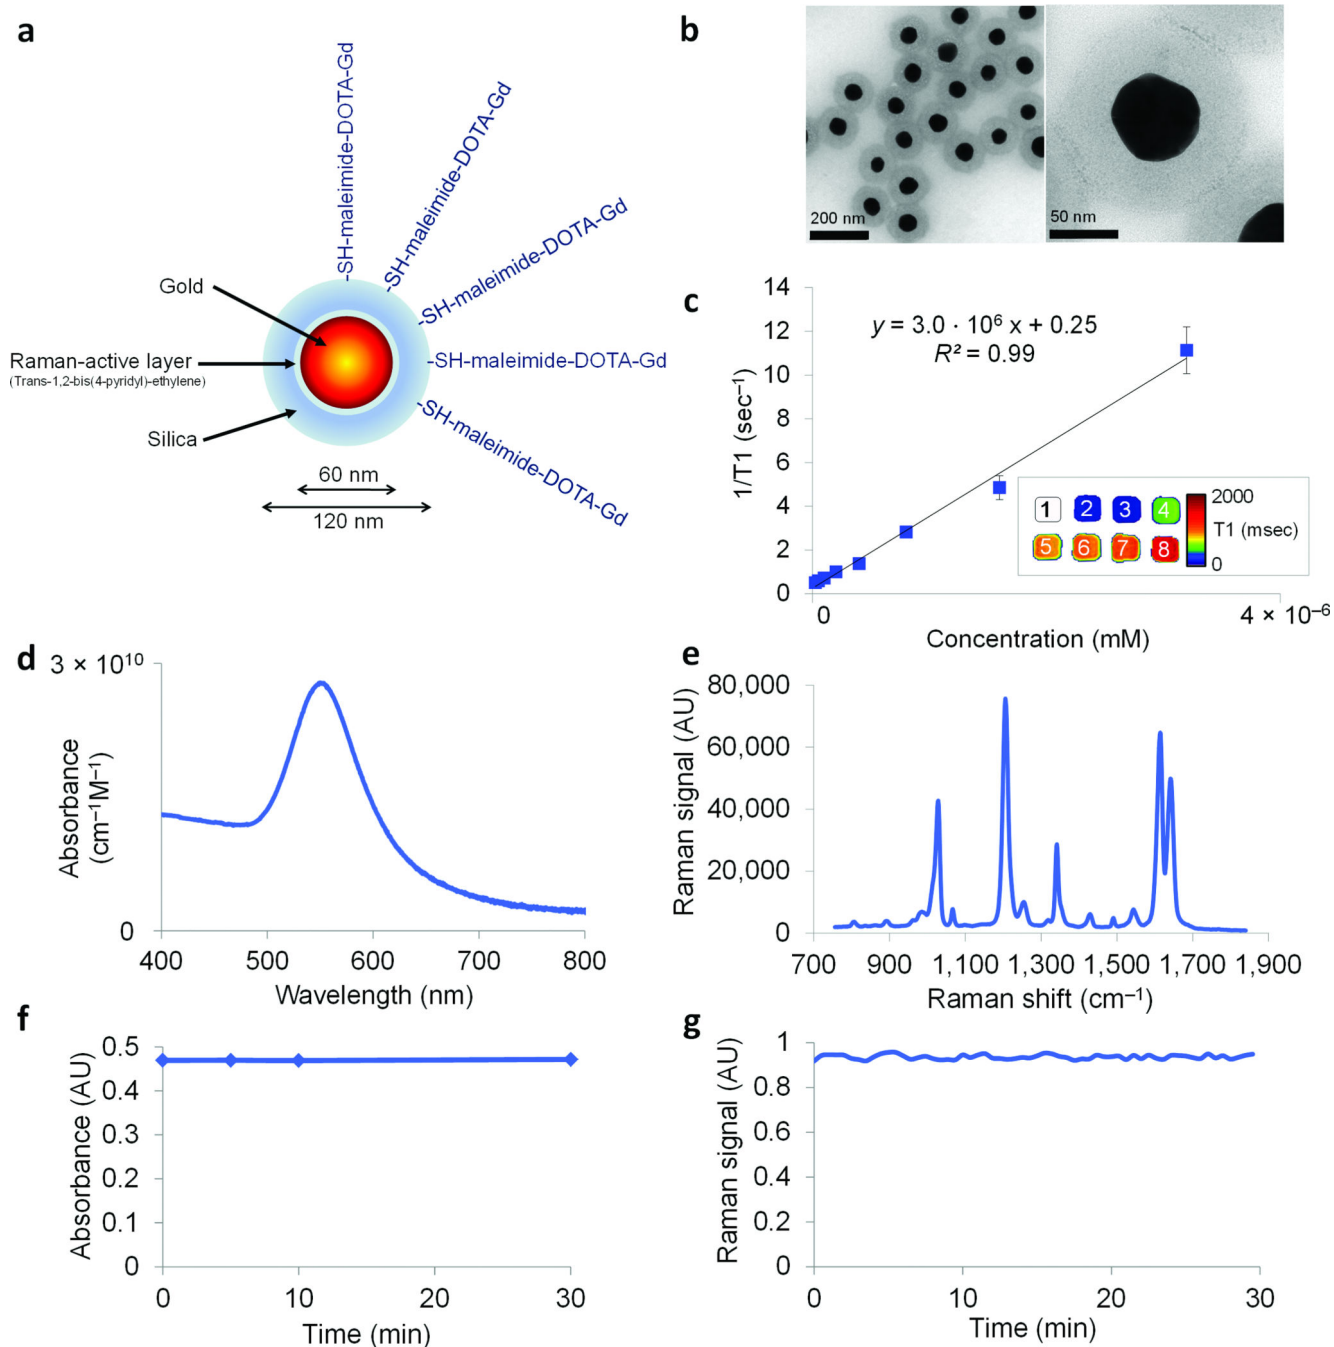 a
SH-maleimide-DOTA-Gd
SH-maleimide-DOTA-Gd
-SH-maleimide-DOTA-Gd
-SH-maleimide-DOTA-Gd
-SH-maleimide-DOTA-Gd
Gold
Raman-active layer
(Trans-1,2-bis(4-pyridyl)-ethylene)
Silica
60 nm
120 nm
b
200 nm
50 nm
c
14
12
10
8
6
4
2
0
1/T1 (sec⁻¹)
y = 3.0 · 10⁶ x + 0.25
R² = 0.99
1 2 3 4
5 6 7 8
2000
T1 (msec)
0
0
4 × 10⁻⁶
Concentration (mM)
d
3 × 10¹⁰
0
Absorbance
(cm⁻¹M⁻¹)
400 500 600 700 800
Wavelength (nm)
e
80,000
60,000
40,000
20,000
0
Raman signal (AU)
700 900 1,100 1,300 1,500 1,700 1,900
Raman shift (cm⁻¹)
f
0.5
0.4
0.3
0.2
0.1
0
Absorbance (AU)
0 10 20 30
Time (min)
g
1
0.8
0.6
0.4
0.2
0
Raman signal (AU)
0 10 20 30
Time (min)